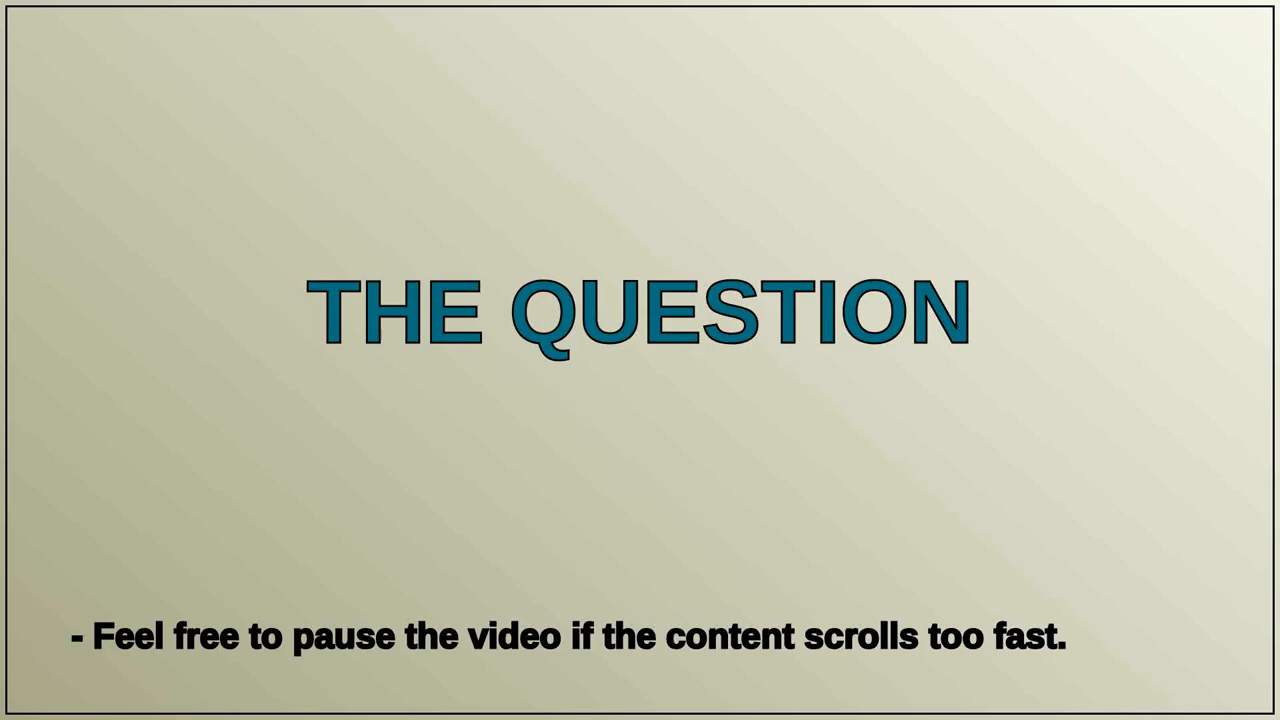 THE QUESTION
- Feel free to pause the video if the content scrolls too fast.